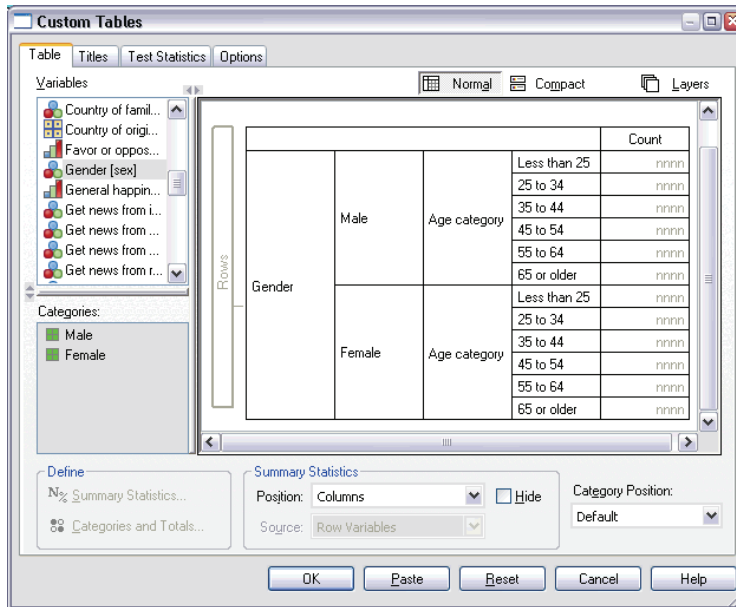 Custom Tables
Table Titles Test Statistics Options
Variables
Normal Compact Layers
Country of famil...
Country of origi...
Favor or oppos...
Gender [sex]
General happin...
Get news from i...
Get news from ...
Get news from ...
Get news from r...
Categories:
Male
Female
Rows
Count
Gender
Male
Age category
Less than 25 nnnn
25 to 34 nnnn
35 to 44 nnnn
45 to 54 nnnn
55 to 64 nnnn
65 or older nnnn
Female
Age category
Less than 25 nnnn
25 to 34 nnnn
35 to 44 nnnn
45 to 54 nnnn
55 to 64 nnnn
65 or older nnnn
Define
N% Summary Statistics...
Categories and Totals...
Summary Statistics
Position: Columns Hide
Source: Row Variables
Category Position:
Default
OK Paste Reset Cancel Help